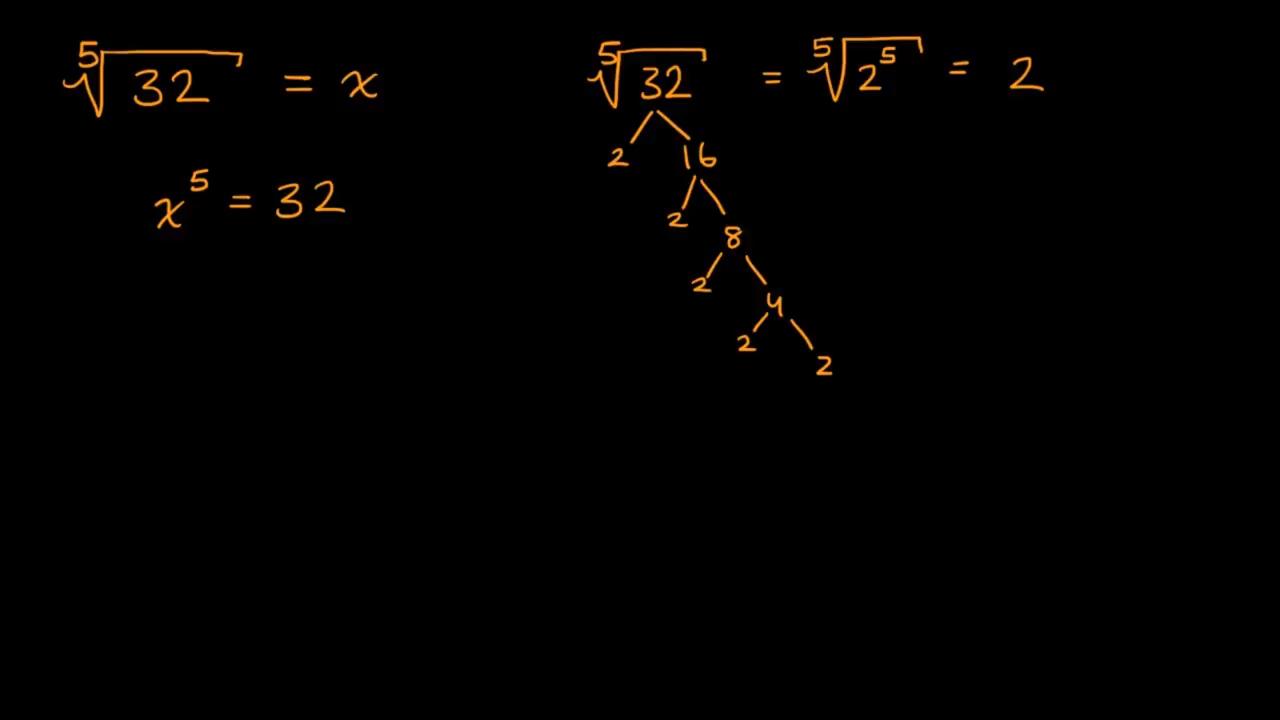 ⁵√32 = x
x⁵ = 32
⁵√32 = ⁵√2⁵ = 2
2 16
2 8
2 4
2 2